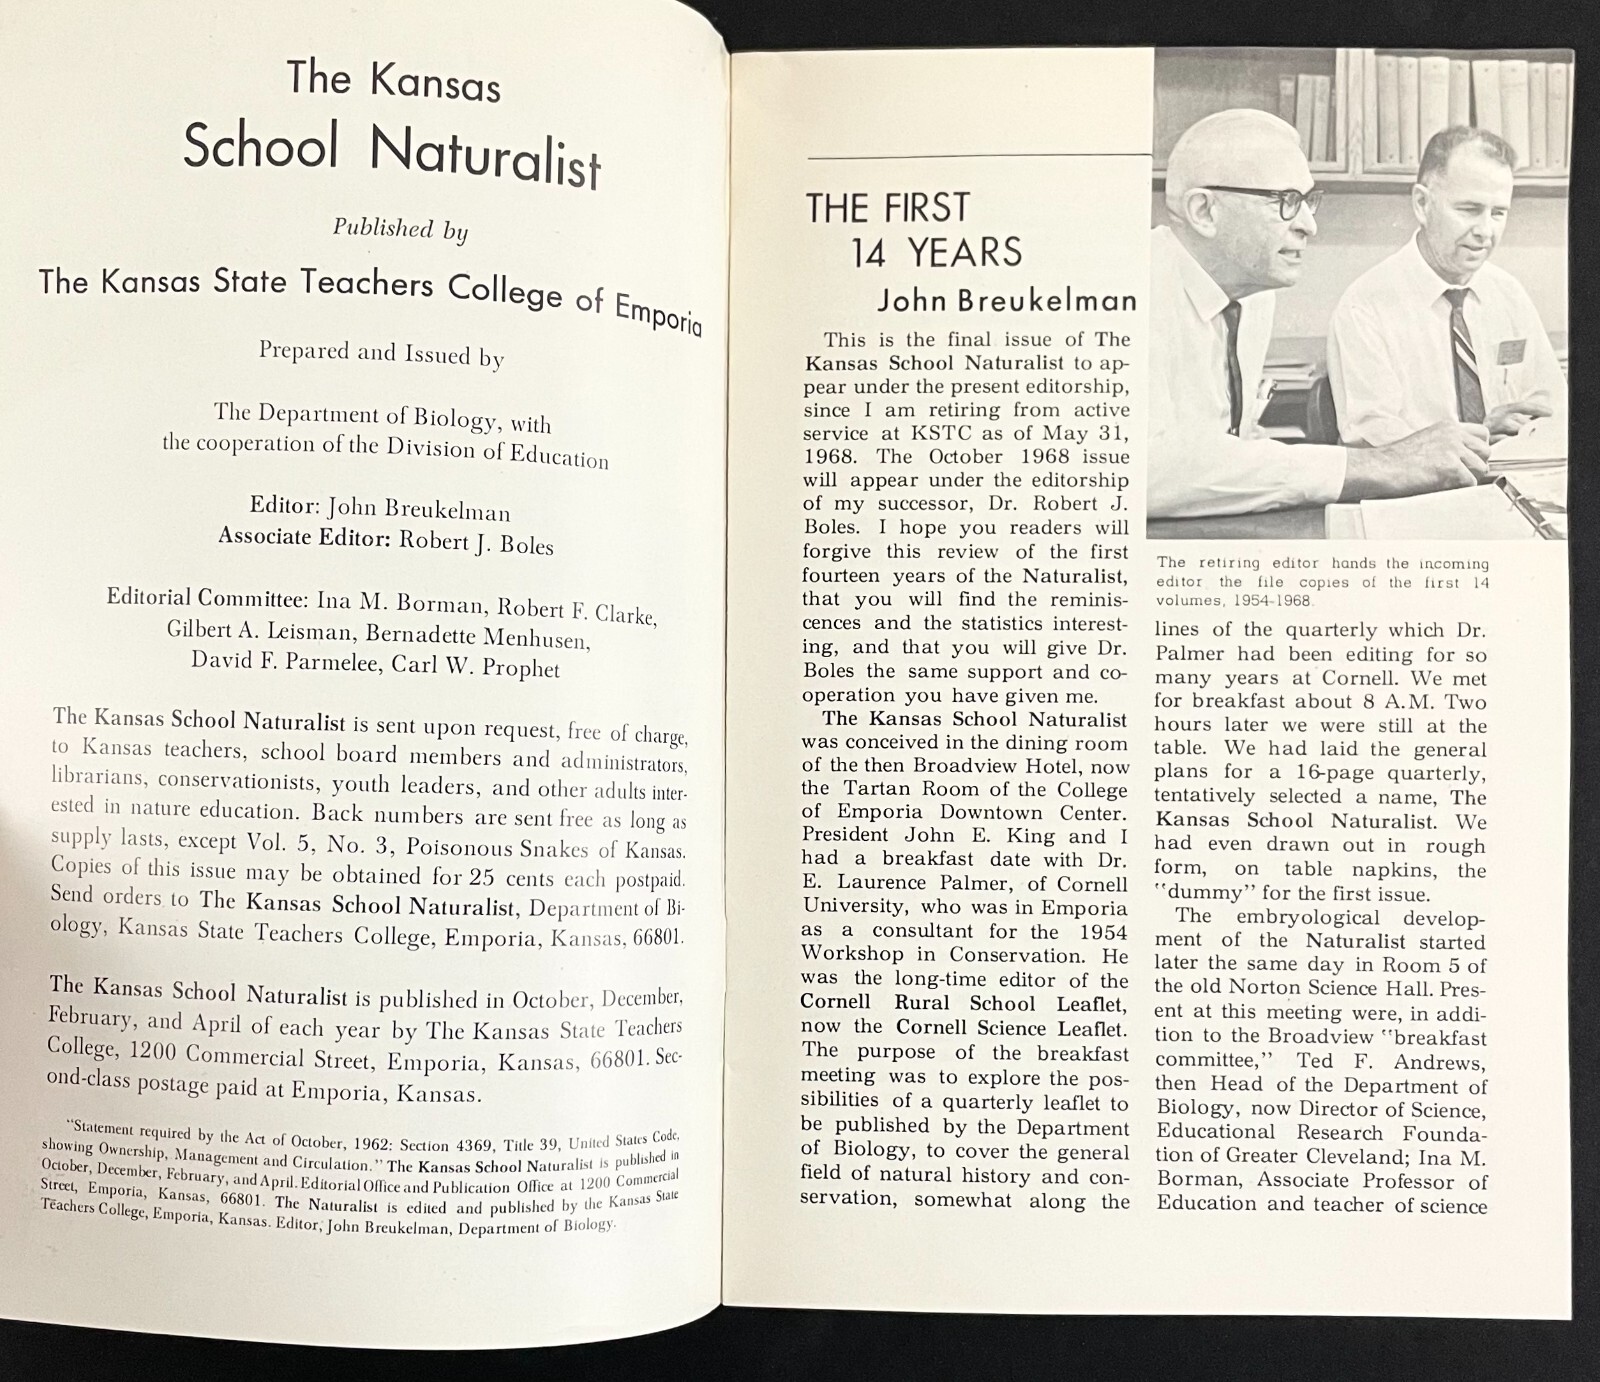 The Kansas
School Naturalist
Published by
The Kansas State Teachers College of Emporia
Prepared and Issued by
The Department of Biology, with
the cooperation of the Division of Education
Editor: John Breukelman
Associate Editor: Robert J. Boles
Editorial Committee: Ina M. Borman, Robert F. Clarke,
Gilbert A. Leisman, Bernadette Menhusen,
David F. Parmelee, Carl W. Prophet
The Kansas School Naturalist is sent upon request, free of charge,
to Kansas teachers, school board members and administrators,
librarians, conservationists, youth leaders, and other adults inter-
ested in nature education. Back numbers are sent free as long as
supply lasts, except Vol. 5, No. 3, Poisonous Snakes of Kansas.
Copies of this issue may be obtained for 25 cents each postpaid.
Send orders to The Kansas School Naturalist, Department of Bi-
ology, Kansas State Teachers College, Emporia, Kansas, 66801.
The Kansas School Naturalist is published in October, December,
February, and April of each year by The Kansas State Teachers
College, 1200 Commercial Street, Emporia, Kansas, 66801. Sec-
ond-class postage paid at Emporia, Kansas.
"Statement required by the Act of October, 1962: Section 4369, Title 39, United States Code,
showing Ownership, Management and Circulation." The Kansas School Naturalist is published in
October, December, February, and April. Editorial Office and Publication Office at 1200 Commercial
Street, Emporia, Kansas, 66801. The Naturalist is edited and published by the Kansas State
Teachers College, Emporia, Kansas. Editor, John Breukelman, Department of Biology.
THE FIRST
14 YEARS
John Breukelman
This is the final issue of The
Kansas School Naturalist to ap-
pear under the present editorship,
since I am retiring from active
service at KSTC as of May 31,
1968. The October 1968 issue
will appear under the editorship
of my successor, Dr. Robert J.
Boles. I hope you readers will
forgive this review of the first
fourteen years of the Naturalist,
that you will find the reminis-
cences and the statistics interest-
ing, and that you will give Dr.
Boles the same support and co-
operation you have given me.
The Kansas School Naturalist
was conceived in the dining room
of the then Broadview Hotel, now
the Tartan Room of the College
of Emporia Downtown Center.
President John E. King and I
had a breakfast date with Dr.
E. Laurence Palmer, of Cornell
University, who was in Emporia
as a consultant for the 1954
Workshop in Conservation. He
was the long-time editor of the
Cornell Rural School Leaflet,
now the Cornell Science Leaflet.
The purpose of the breakfast
meeting was to explore the pos-
sibilities of a quarterly leaflet to
be published by the Department
of Biology, to cover the general
field of natural history and con-
servation, somewhat along the
The retiring editor hands the incoming
editor the file copies of the first 14
volumes, 1954-1968.
lines of the quarterly which Dr.
Palmer had been editing for so
many years at Cornell. We met
for breakfast about 8 A.M. Two
hours later we were still at the
table. We had laid the general
plans for a 16-page quarterly,
tentatively selected a name, The
Kansas School Naturalist. We
had even drawn out in rough
form, on table napkins, the
"dummy" for the first issue.
The embryological develop-
ment of the Naturalist started
later the same day in Room 5 of
the old Norton Science Hall. Pres-
ent at this meeting were, in addi-
tion to the Broadview "breakfast
committee," Ted F. Andrews,
then Head of the Department of
Biology, now Director of Science,
Educational Research Founda-
tion of Greater Cleveland; Ina M.
Borman, Associate Professor of
Education and teacher of science